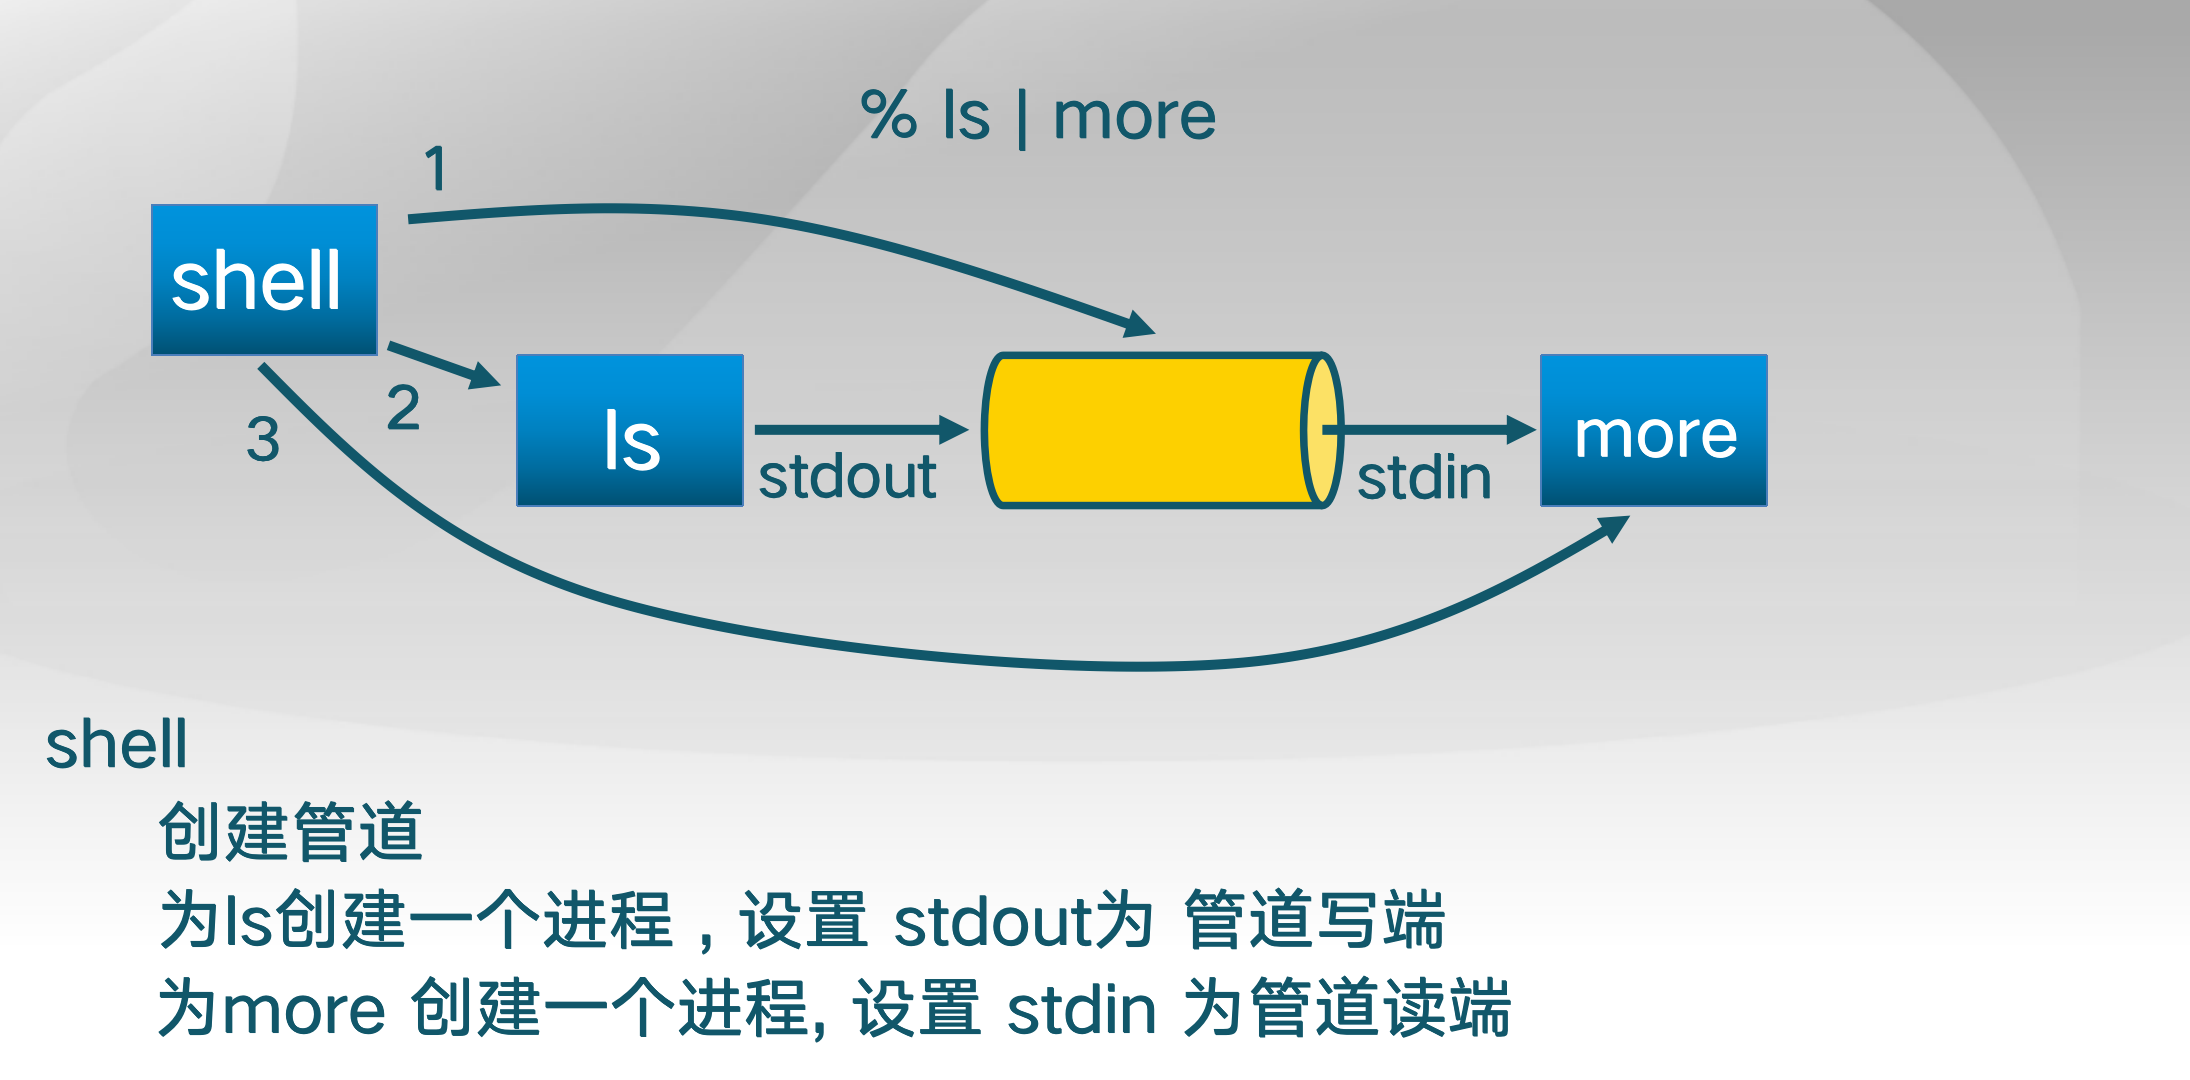 % ls | more
1
shell
2
3
ls
stdout
stdin
more
shell
创建管道
为ls创建一个进程 , 设置 stdout为 管道写端
为more 创建一个进程, 设置 stdin 为管道读端